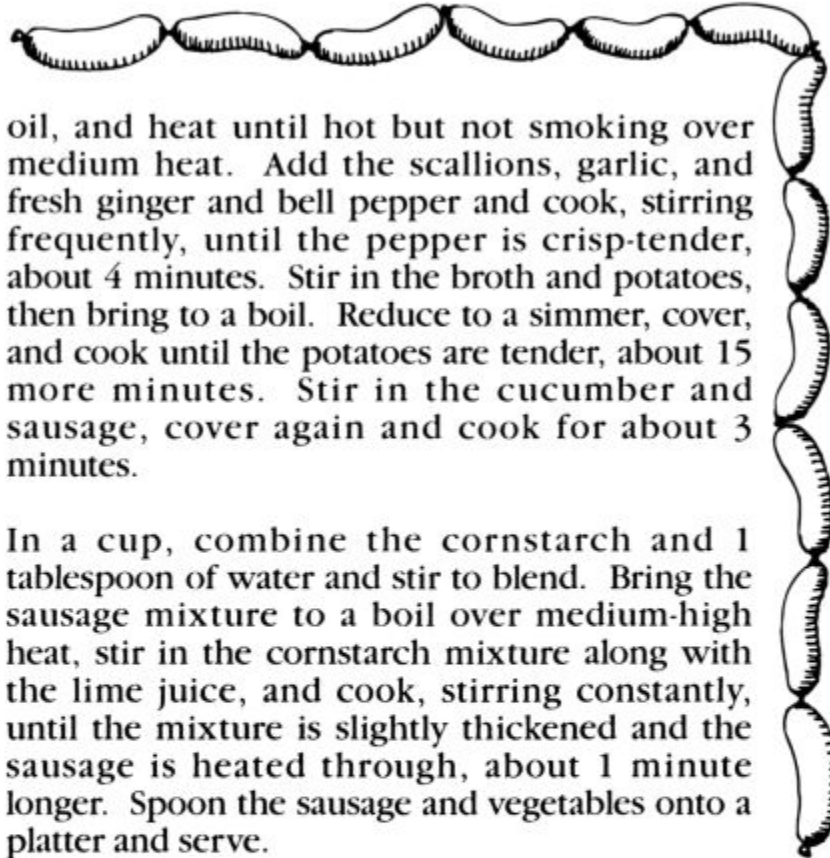 oil, and heat until hot but not smoking over
medium heat. Add the scallions, garlic, and
fresh ginger and bell pepper and cook, stirring
frequently, until the pepper is crisp-tender,
about 4 minutes. Stir in the broth and potatoes,
then bring to a boil. Reduce to a simmer, cover,
and cook until the potatoes are tender, about 15
more minutes. Stir in the cucumber and
sausage, cover again and cook for about 3
minutes.
In a cup, combine the cornstarch and 1
tablespoon of water and stir to blend. Bring the
sausage mixture to a boil over medium-high
heat, stir in the cornstarch mixture along with
the lime juice, and cook, stirring constantly,
until the mixture is slightly thickened and the
sausage is heated through, about 1 minute
longer. Spoon the sausage and vegetables onto a
platter and serve.